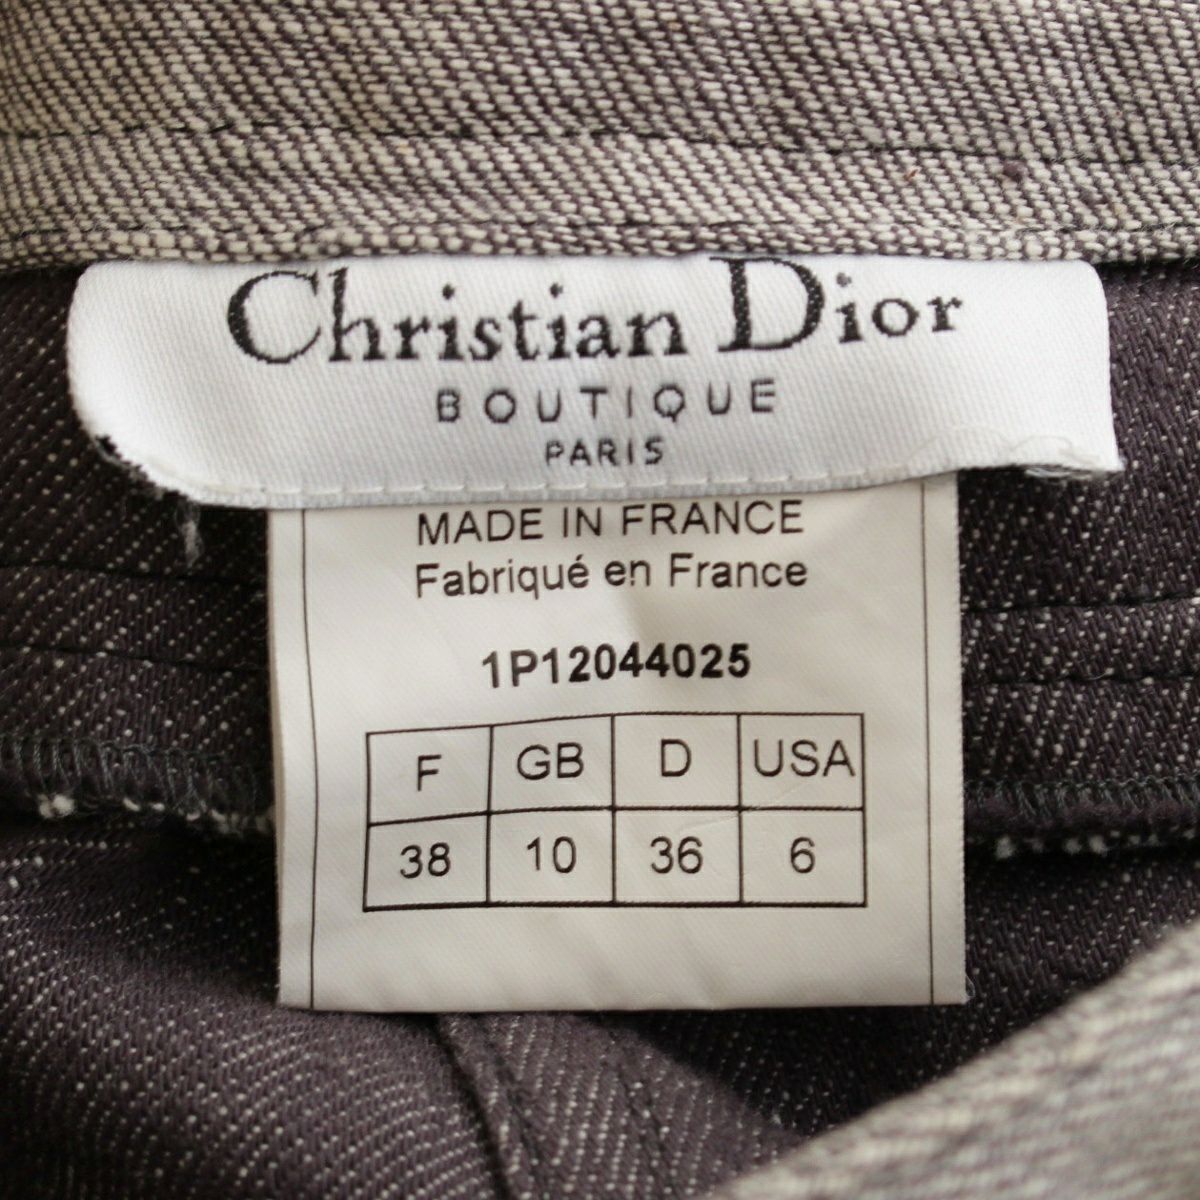 Christian Dior
BOUTIQUE
PARIS
MADE IN FRANCE
Fabriqué en France
1P12044025
F GB D USA
38 10 36 6